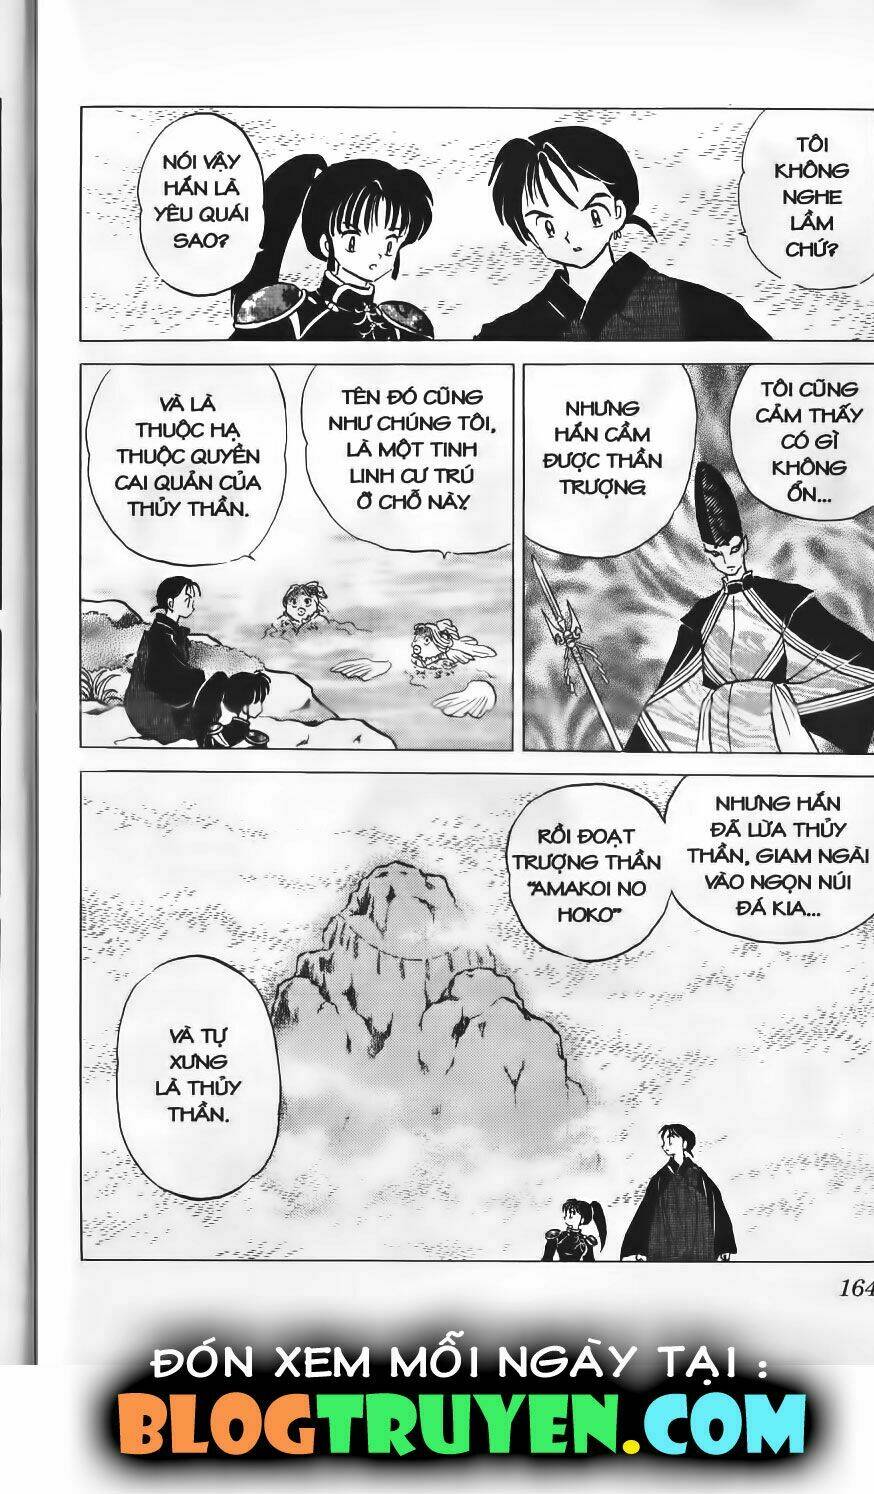 TÔI
KHÔNG
NGHE
LẦM
CHỨ?
NÓI VẬY
HẮN LÀ
YÊU QUÁI
SAO?
TÔI CŨNG
CẢM THẤY
CÓ GÌ
KHÔNG
ỔN...
NHƯNG
HẮN CẦM
ĐƯỢC THẦN
TRƯỢNG.
TÊN ĐÓ CŨNG
NHƯ CHÚNG TÔI,
LÀ MỘT TINH
LINH CƯ TRÚ
Ở CHỖ NÀY.
VÀ LÀ
THUỘC HẠ
THUỘC QUYỀN
CAI QUẢN CỦA
THỦY THẦN.
NHƯNG HẮN
ĐÃ LỪA THỦY
THẦN, GIAM NGÀI
VÀO NGỌN NÚI
ĐÁ KIA...
RỒI ĐOẠT
TRƯỢNG THẦN
"AMAKOI NO
HOKO"
VÀ TỰ
XƯNG
LÀ THỦY
THẦN.
164
ĐÓN XEM MỖI NGÀY TẠI :
BLOGTRUYEN.COM